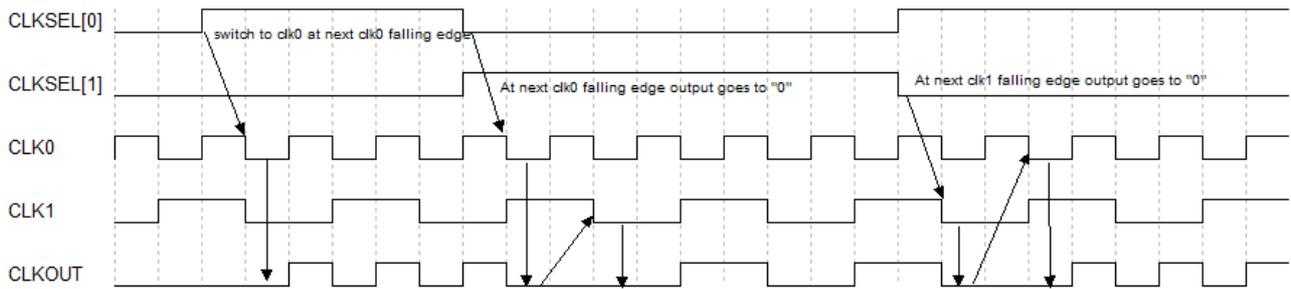 CLKSEL[0]
switch to clk0 at next clk0 falling edge
CLKSEL[1]
At next clk0 falling edge output goes to "0"
At next clk1 falling edge output goes to "0"
CLK0
CLK1
CLKOUT